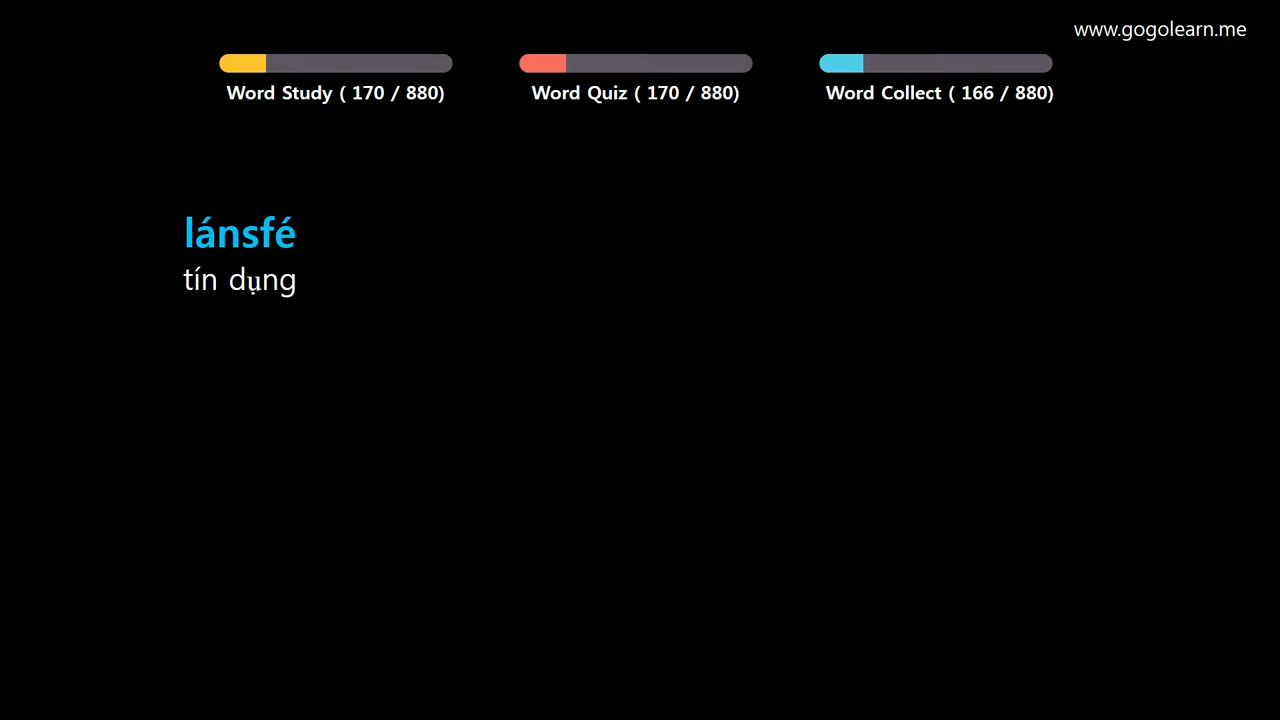 www.gogolearn.me
Word Study ( 170 / 880)
Word Quiz ( 170 / 880)
Word Collect ( 166 / 880)
lánsfé
tín dụng